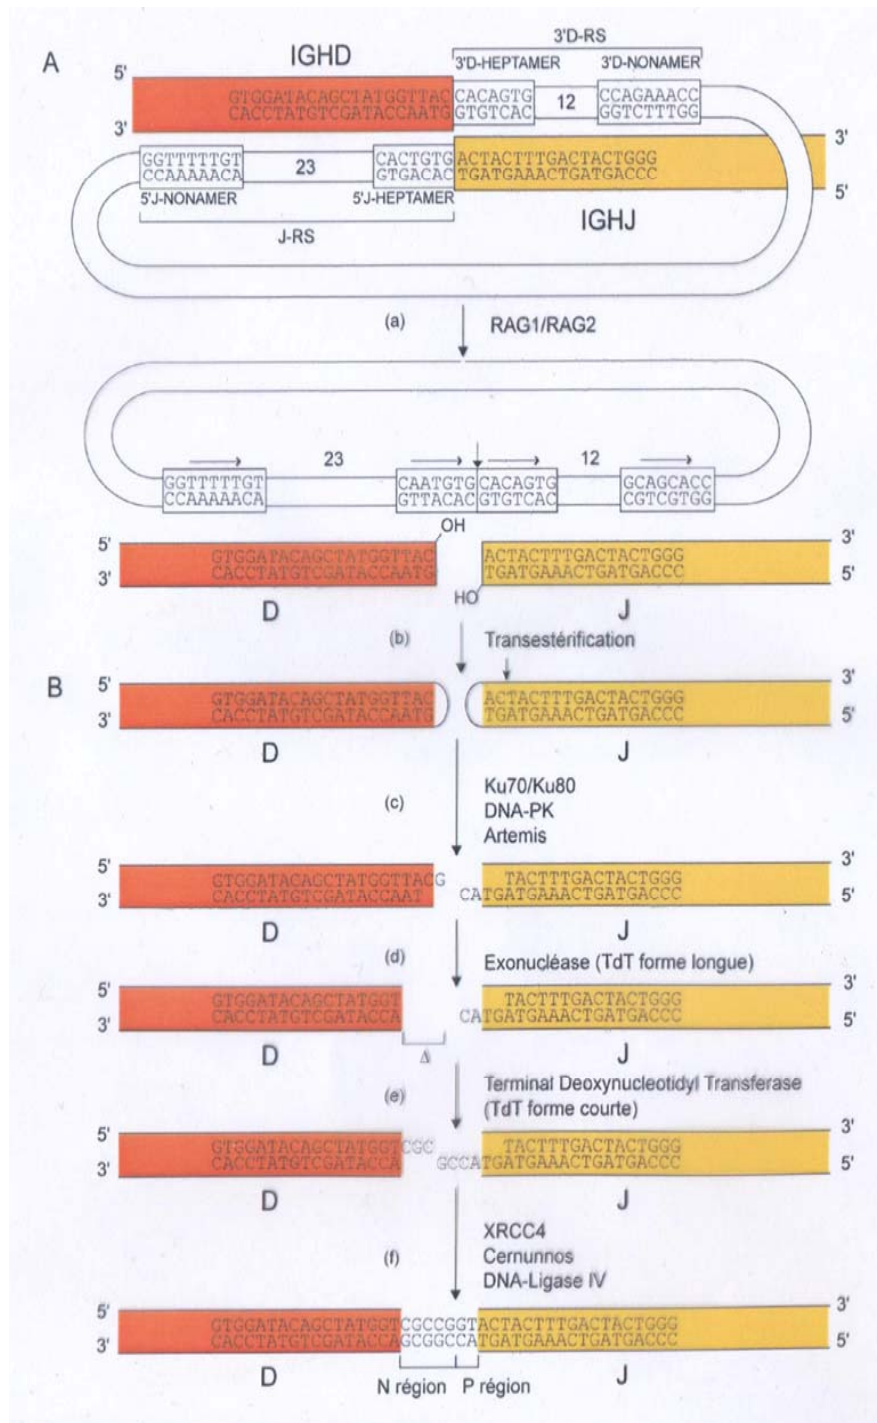 A
IGHD
3'D-RS
3'D-HEPTAMER 3'D-NONAMER
5'
GTGGATACAGCTATGGTTAC CACAGTG 12 CCAGAAACC
CACCTATGTCGATACCAATG GTGTCAC GGTCTTTGG
3'
3'
GGTTTTTGT 23 CACTGTG ACTACTTTGACTACTGGG
CCAAAAACA GTGACAC TGATGAAACTGATGACCC
5'
5'J-NONAMER 5'J-HEPTAMER
J-RS
IGHJ
(a) RAG1/RAG2
23 12
GGTTTTTGT CAATGTG CACAGTG GCAGCACC
CCAAAAACA GTTACAC GTGTCAC CGTCGTGG
OH
5' 3'
GTGGATACAGCTATGGTTAC ACTACTTTGACTACTGGG
3' CACCTATGTCGATACCAATG TGATGAAACTGATGACCC 5'
HO
D J
(b) Transestérification
B
5' 3'
GTGGATACAGCTATGGTTAC ACTACTTTGACTACTGGG
3' CACCTATGTCGATACCAATG TGATGAAACTGATGACCC 5'
D J
(c) Ku70/Ku80
DNA-PK
Artemis
5' 3'
GTGGATACAGCTATGGTTACG TACTTTGACTACTGGG
3' CACCTATGTCGATACCAAT CATGATGAAACTGATGACCC 5'
D J
(d) Exonucléase (TdT forme longue)
5' 3'
GTGGATACAGCTATGGT TACTTTGACTACTGGG
3' CACCTATGTCGATACCA CATGATGAAACTGATGACCC 5'
D Δ J
(e) Terminal Deoxynucleotidyl Transferase
(TdT forme courte)
5' 3'
GTGGATACAGCTATGGTCGC TACTTTGACTACTGGG
3' CACCTATGTCGATACCA GCCATGATGAAACTGATGACCC 5'
D J
(f) XRCC4
Cernunnos
DNA-Ligase IV
5' 3'
GTGGATACAGCTATGGTCGCCGGTACTACTTTGACTACTGGG
3' CACCTATGTCGATACCAGCGGCCATGATGAAACTGATGACCC 5'
D N région P région J